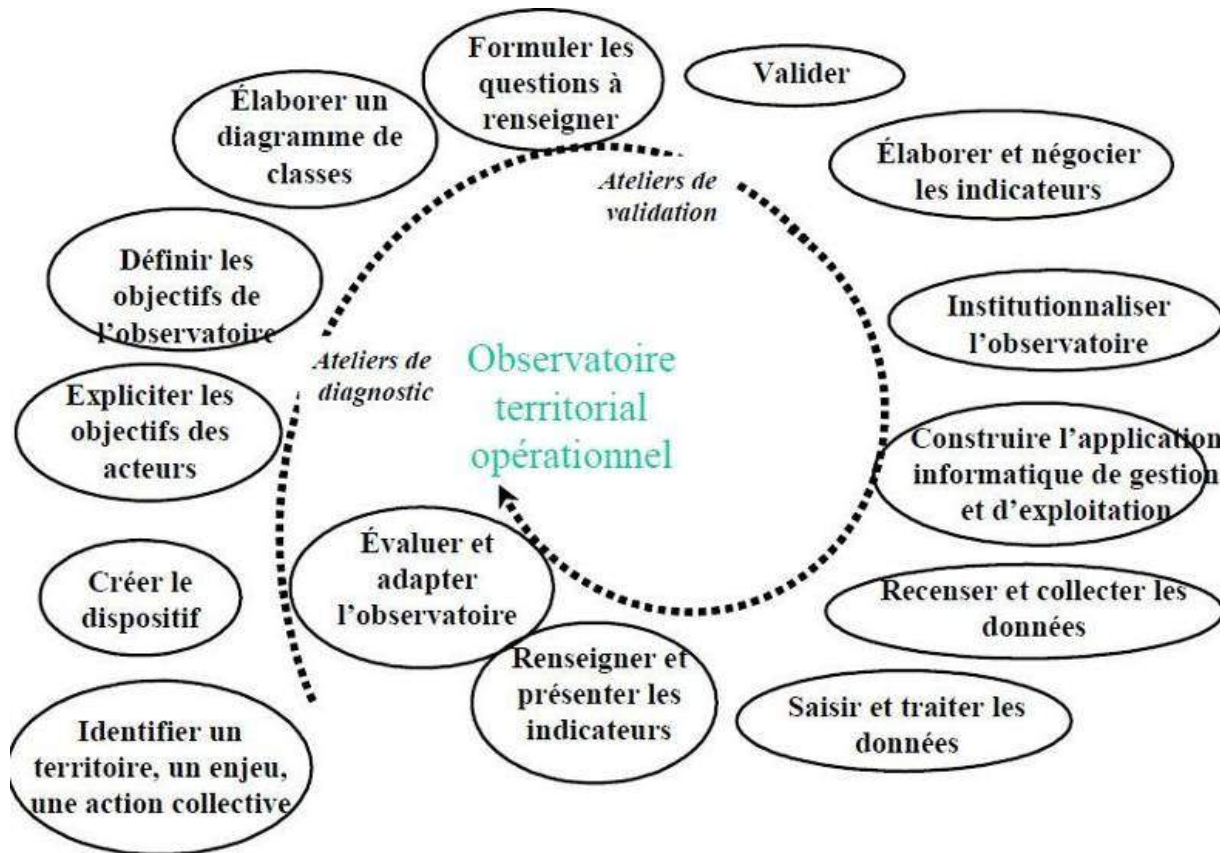 Formuler les
questions à
renseigner
Valider
Élaborer un
diagramme de
classes
Élaborer et négocier
les indicateurs
Ateliers de
validation
Définir les
objectifs de
l’observatoire
Institutionnaliser
l’observatoire
Ateliers de
diagnostic
Observatoire
territorial
opérationnel
Expliciter les
objectifs des
acteurs
Construire l’application
informatique de gestion
et d’exploitation
Évaluer et
adapter
l’observatoire
Créer le
dispositif
Recenser et collecter les
données
Renseigner et
présenter les
indicateurs
Saisir et traiter les
données
Identifier un
territoire, un enjeu,
une action collective